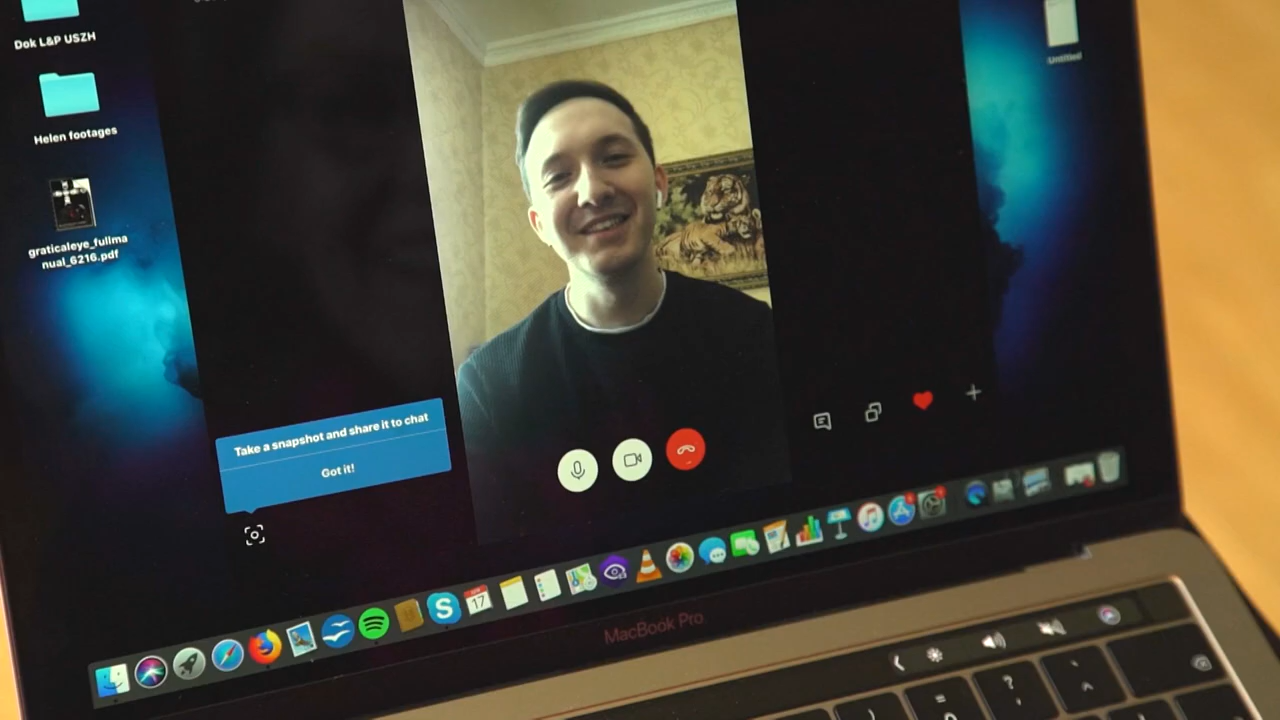 Dok L&P USZH
Helen footages
graticaleye_fullma
nual_6216.pdf
Untitled
Take a snapshot and share it to chat
Got it!
17
MacBook Pro